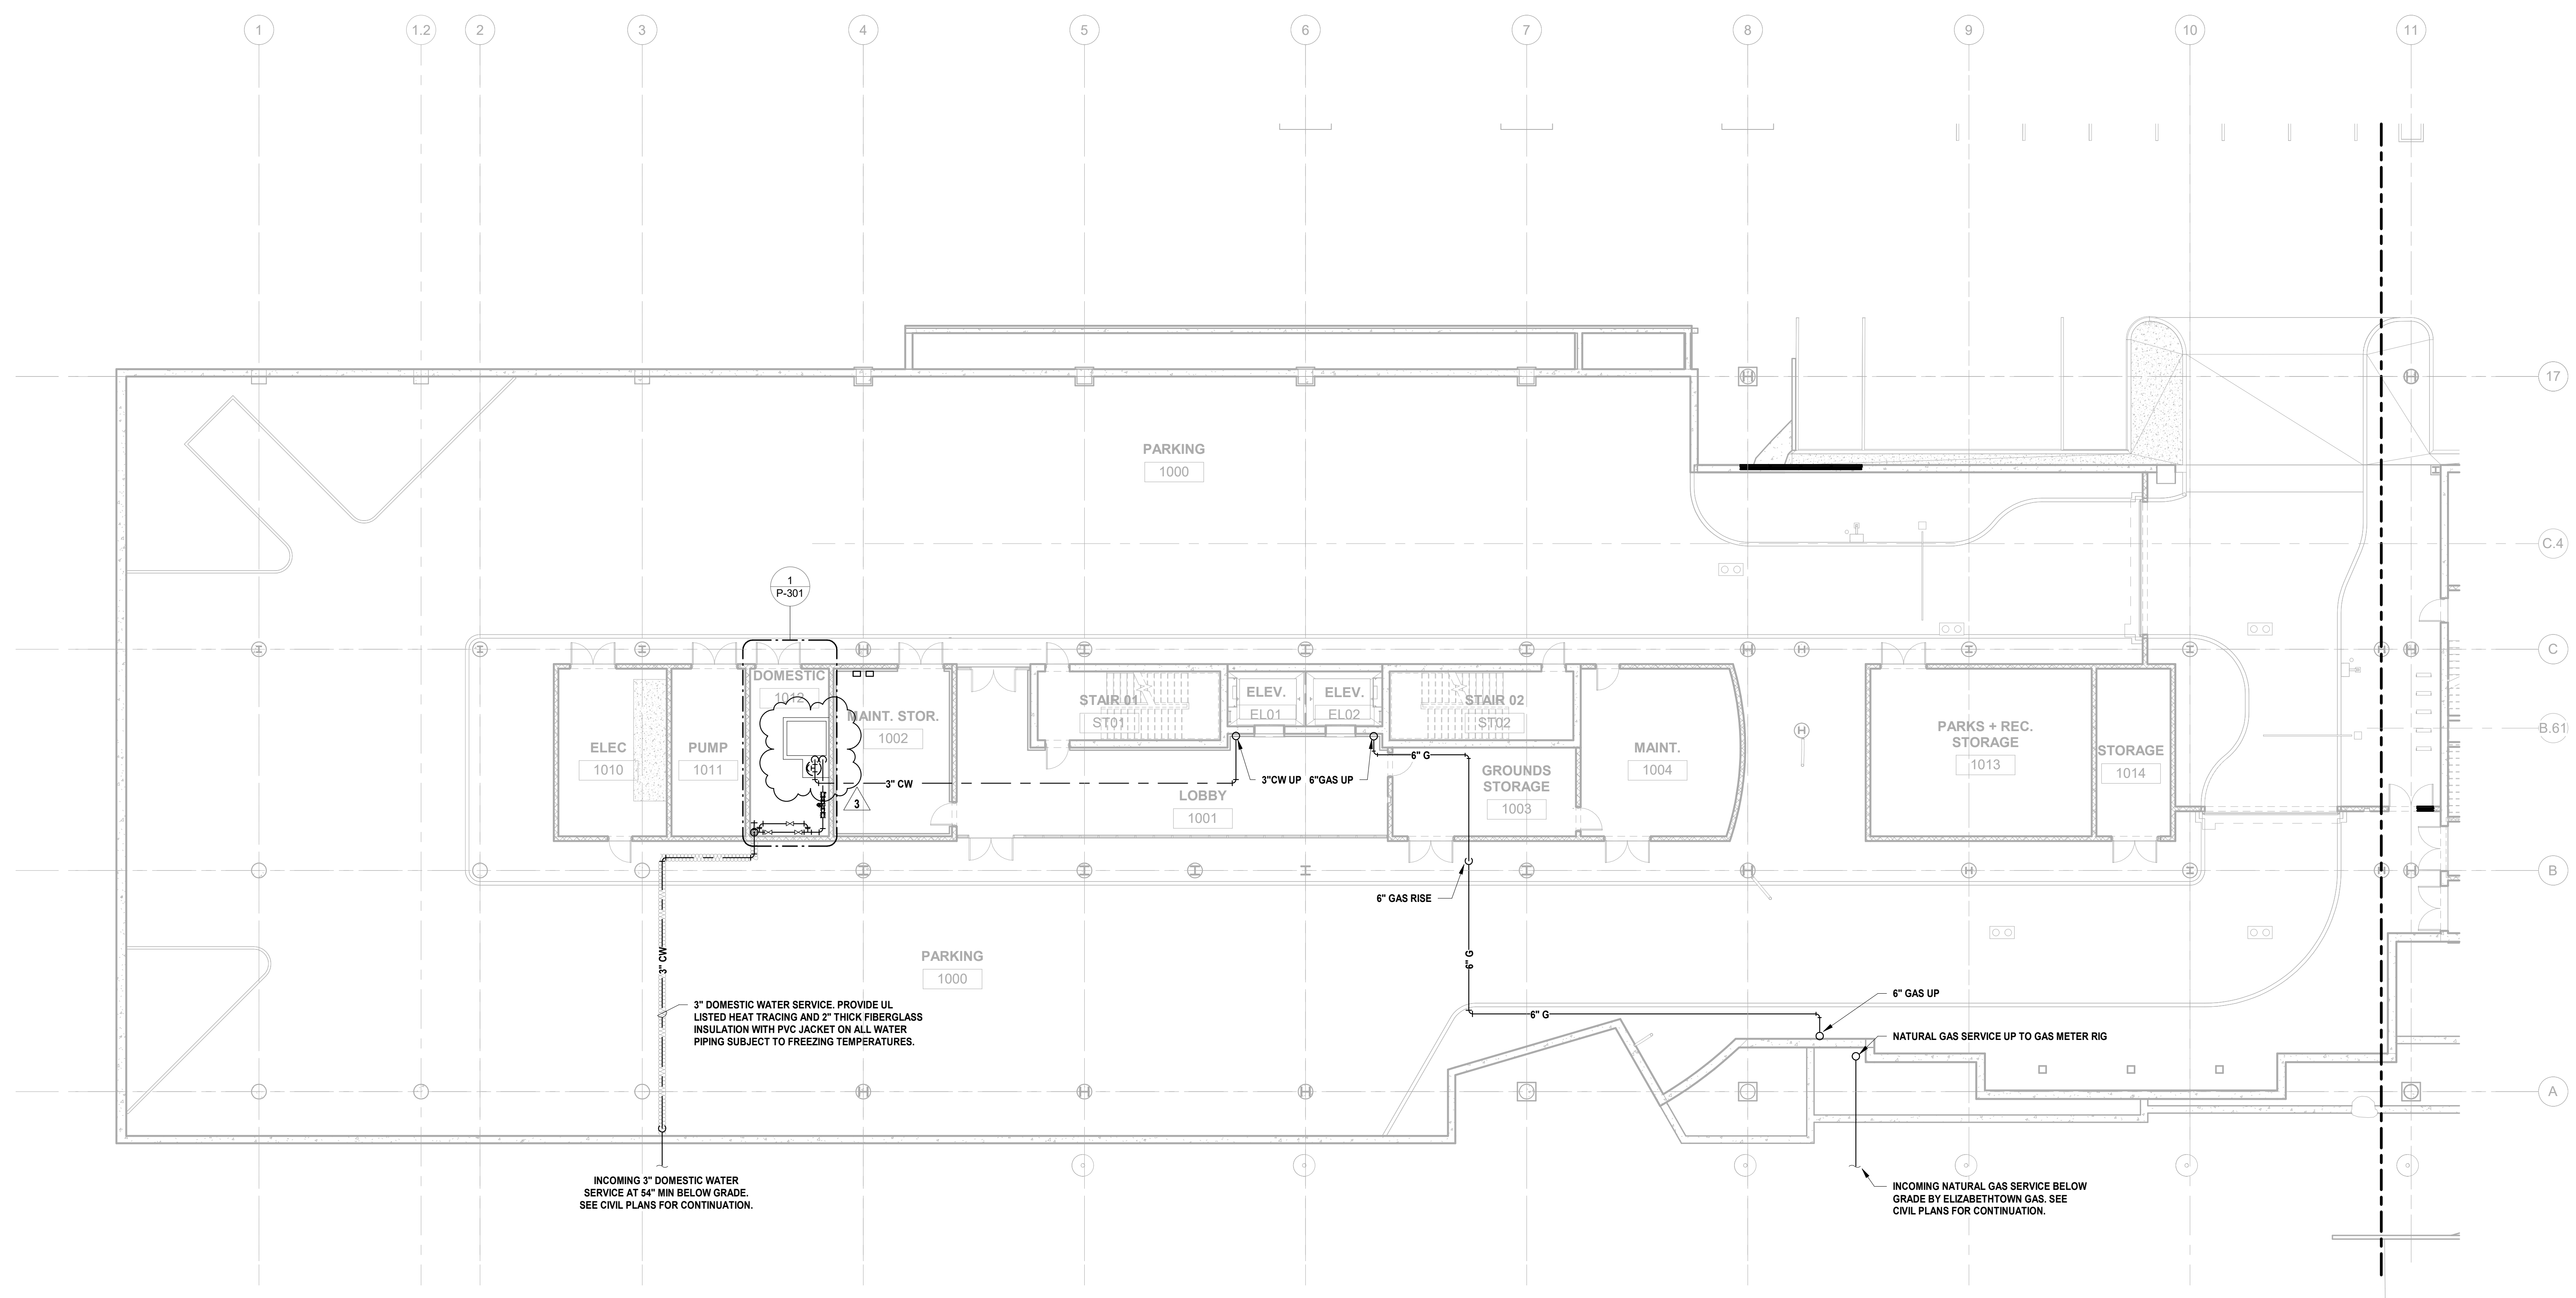 1
1.2
2
3
4
5
6
7
8
9
10
11
17
PARKING
1000
C.4
1
P-301
C
DOMESTIC
1012
MAINT. STOR.
1002
STAIR 01
ST01
ELEV.
EL01
ELEV.
EL02
STAIR 02
ST02
B.61
ELEC
1010
PUMP
1011
MAINT.
1004
PARKS + REC.
STORAGE
1013
STORAGE
1014
6" G
3" CW
3"CW UP
6"GAS UP
GROUNDS
STORAGE
1003
3
LOBBY
1001
B
6" GAS RISE
3" CW
6" G
PARKING
1000
3" DOMESTIC WATER SERVICE. PROVIDE UL
LISTED HEAT TRACING AND 2" THICK FIBERGLASS
INSULATION WITH PVC JACKET ON ALL WATER
PIPING SUBJECT TO FREEZING TEMPERATURES.
6" GAS UP
6" G
NATURAL GAS SERVICE UP TO GAS METER RIG
A
INCOMING 3" DOMESTIC WATER
SERVICE AT 54" MIN BELOW GRADE.
SEE CIVIL PLANS FOR CONTINUATION.
INCOMING NATURAL GAS SERVICE BELOW
GRADE BY ELIZABETHTOWN GAS. SEE
CIVIL PLANS FOR CONTINUATION.